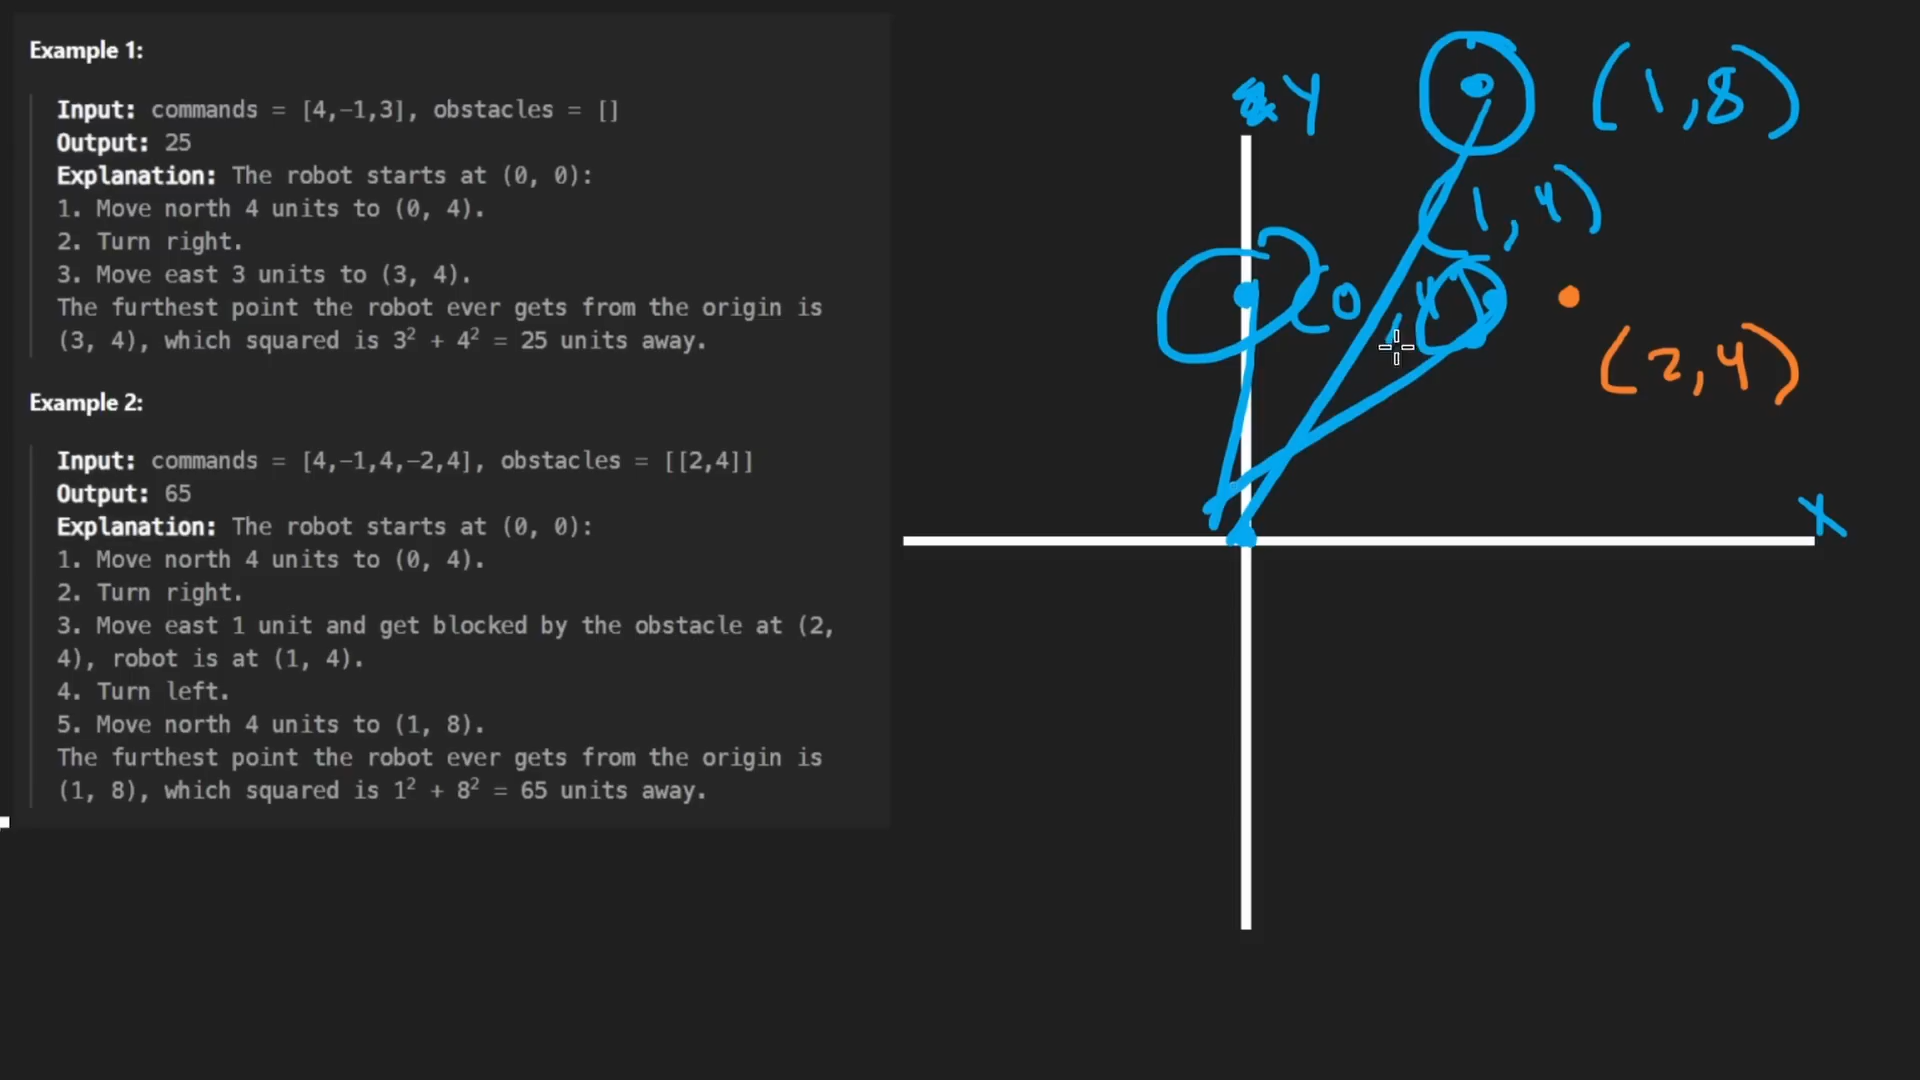 Example 1:
Input: commands = [4,-1,3], obstacles = []
Output: 25
Explanation: The robot starts at (0, 0):
1. Move north 4 units to (0, 4).
2. Turn right.
3. Move east 3 units to (3, 4).
The furthest point the robot ever gets from the origin is
(3, 4), which squared is 3² + 4² = 25 units away.
Example 2:
Input: commands = [4,-1,4,-2,4], obstacles = [[2,4]]
Output: 65
Explanation: The robot starts at (0, 0):
1. Move north 4 units to (0, 4).
2. Turn right.
3. Move east 1 unit and get blocked by the obstacle at (2,
4), robot is at (1, 4).
4. Turn left.
5. Move north 4 units to (1, 8).
The furthest point the robot ever gets from the origin is
(1, 8), which squared is 1² + 8² = 65 units away.
Y
(1,8)
(1,4)
(0,4)
(2,4)
X